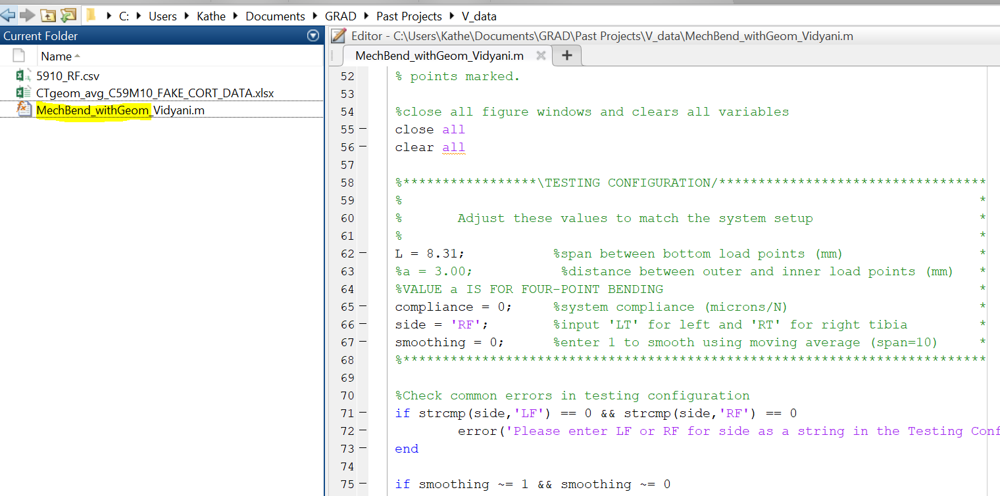 C: Users Kathe Documents GRAD Past Projects V_data
Current Folder
Name
5910_RF.csv
CTgeom_avg_C59M10_FAKE_CORT_DATA.xlsx
MechBend_withGeom_Vidyani.m
Editor - C:\Users\Kathe\Documents\GRAD\Past Projects\V_data\MechBend_withGeom_Vidyani.m
MechBend_withGeom_Vidyani.m
52 % points marked.
53
54 %close all figure windows and clears all variables
55 close all
56 clear all
57
58 %*****************\TESTING CONFIGURATION/**********************************
59 % *
60 % Adjust these values to match the system setup *
61 % *
62 L = 8.31; %span between bottom load points (mm) *
63 %a = 3.00; %distance between outer and inner load points (mm) *
64 %VALUE a IS FOR FOUR-POINT BENDING *
65 compliance = 0; %system compliance (microns/N) *
66 side = 'RF'; %input 'LT' for left and 'RT' for right tibia *
67 smoothing = 0; %enter 1 to smooth using moving average (span=10) *
68 %**************************************************************************
69
70 %Check common errors in testing configuration
71 if strcmp(side,'LF') == 0 && strcmp(side,'RF') == 0
72 error('Please enter LF or RF for side as a string in the Testing Conf
73 end
74
75 if smoothing ~= 1 && smoothing ~= 0